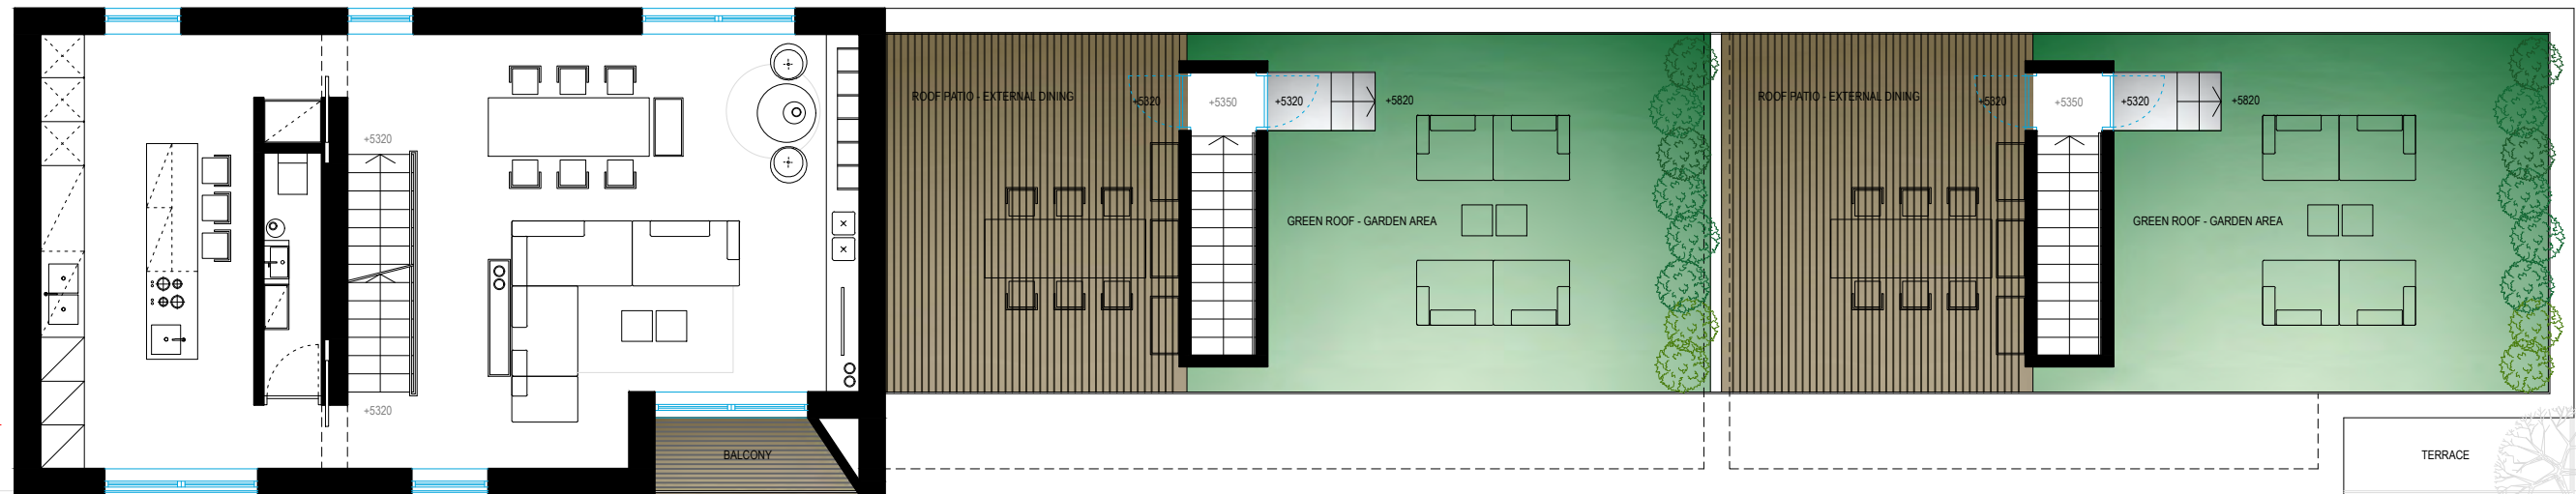 ROOF PATIO - EXTERNAL DINING
+5320
+5350
+5320
+5820
ROOF PATIO - EXTERNAL DINING
+5320
+5350
+5320
+5820
+5320
GREEN ROOF - GARDEN AREA
GREEN ROOF - GARDEN AREA
+5320
BALCONY
TERRACE